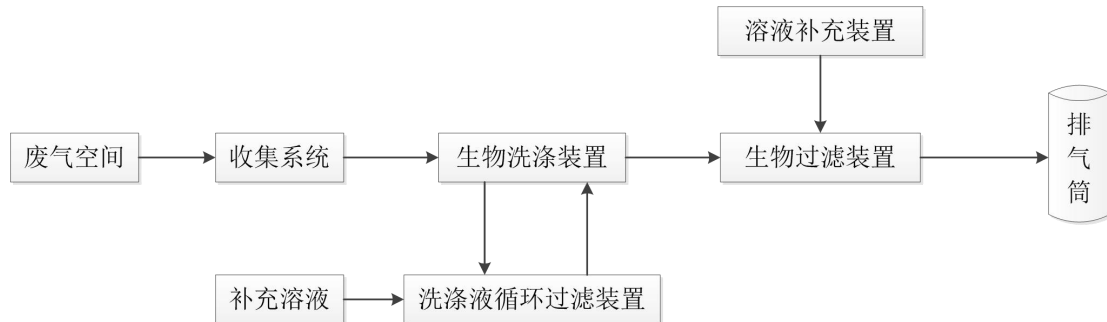 溶液补充装置
废气空间
收集系统
生物洗涤装置
生物过滤装置
排气筒
补充溶液
洗涤液循环过滤装置